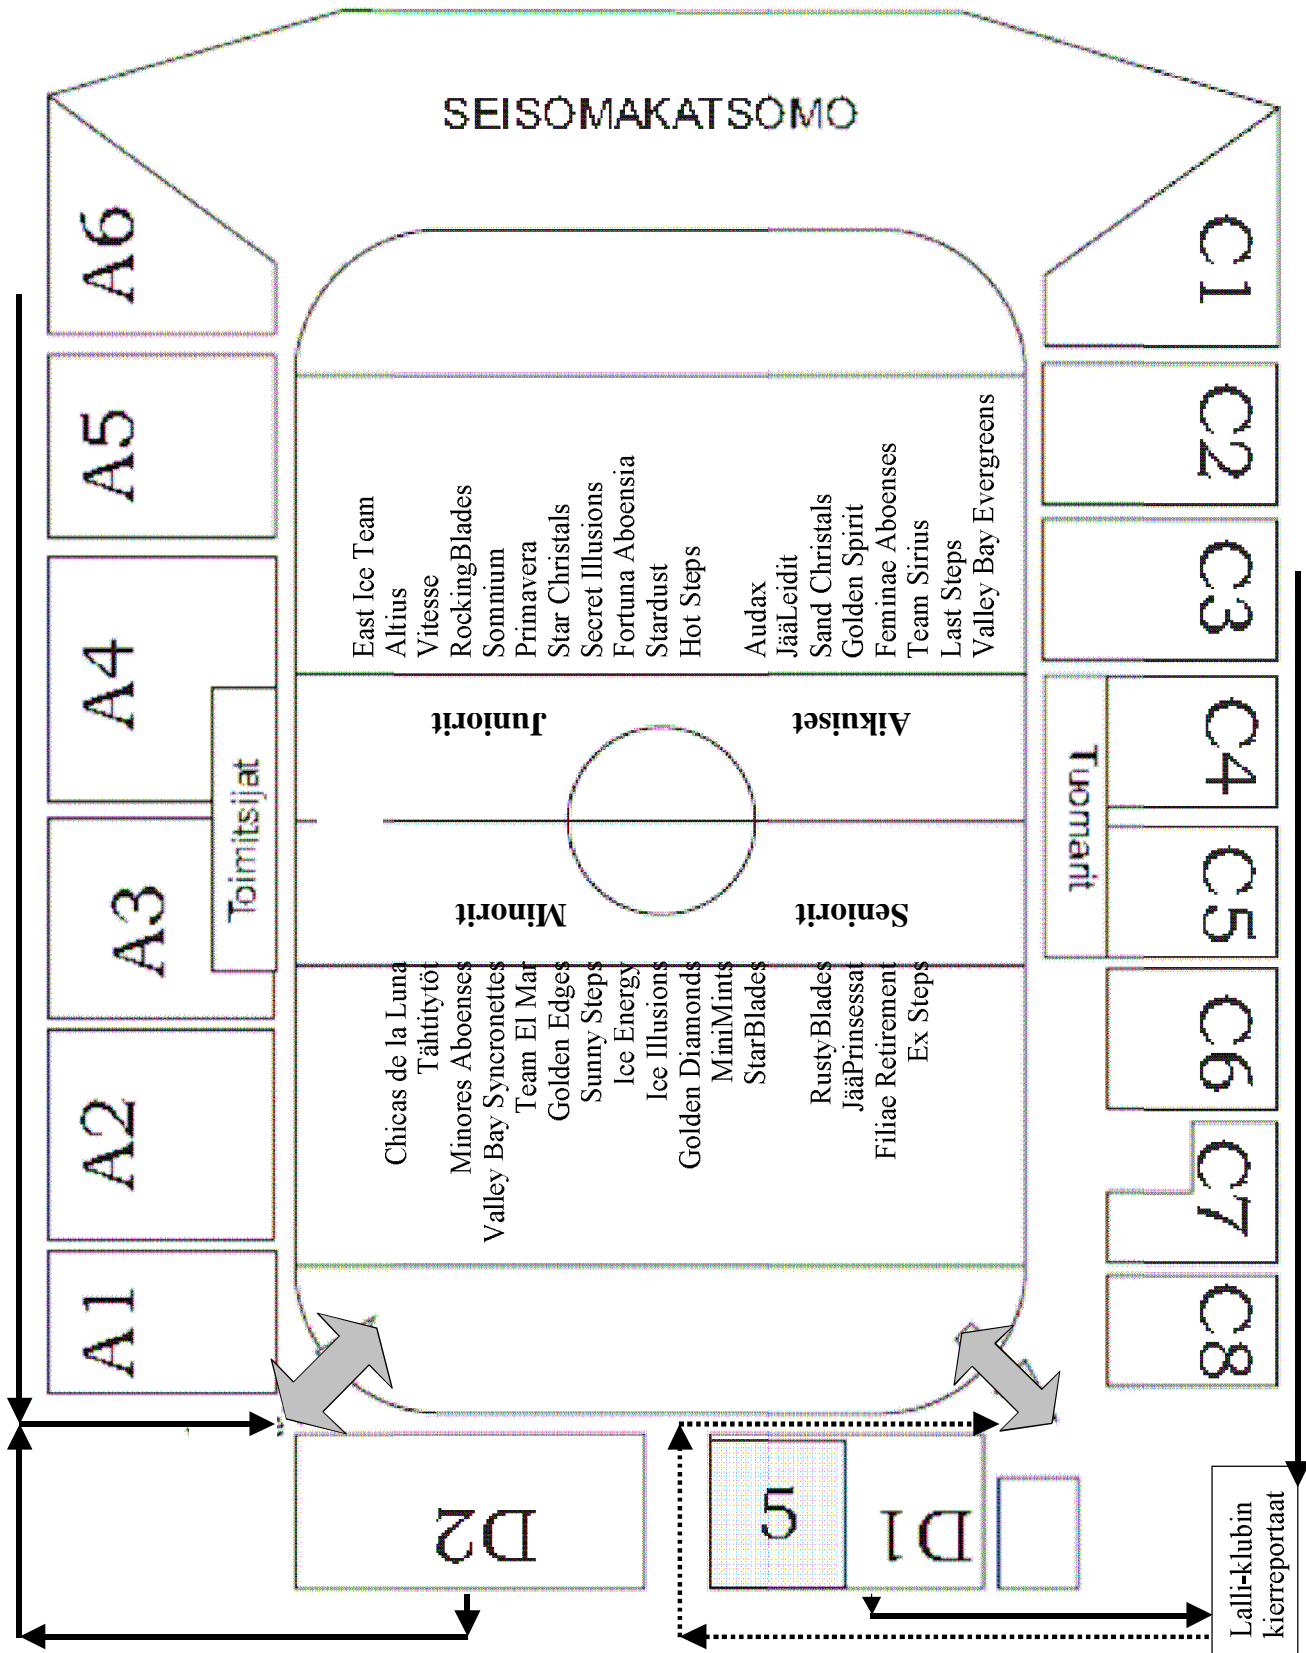 SEISOMAKATSOMO
A6
A5
A4
A3
A2
A1
Toimitsijat
C1
C2
C3
C4
C5
C6
C7
C8
Tuomarit
Juniorit
East Ice Team
Altius
Vitesse
RockingBlades
Somnium
Primavera
Star Christals
Secret Illusions
Fortuna Aboensia
Stardust
Hot Steps
Aikuiset
Audax
JääLeidit
Sand Christals
Golden Spirit
Feminae Aboenses
Team Sirius
Last Steps
Valley Bay Evergreens
Minorit
Chicas de la Luna
Tähtitytöt
Minores Aboenses
Valley Bay Syncronettes
Team El Mar
Golden Edges
Sunny Steps
Ice Energy
Ice Illusions
Golden Diamonds
MiniMints
StarBlades
Seniorit
RustyBlades
JääPrinsessat
Filiae Retirement
Ex Steps
D2
5
D1
Lalli-klubin
kierreportaat